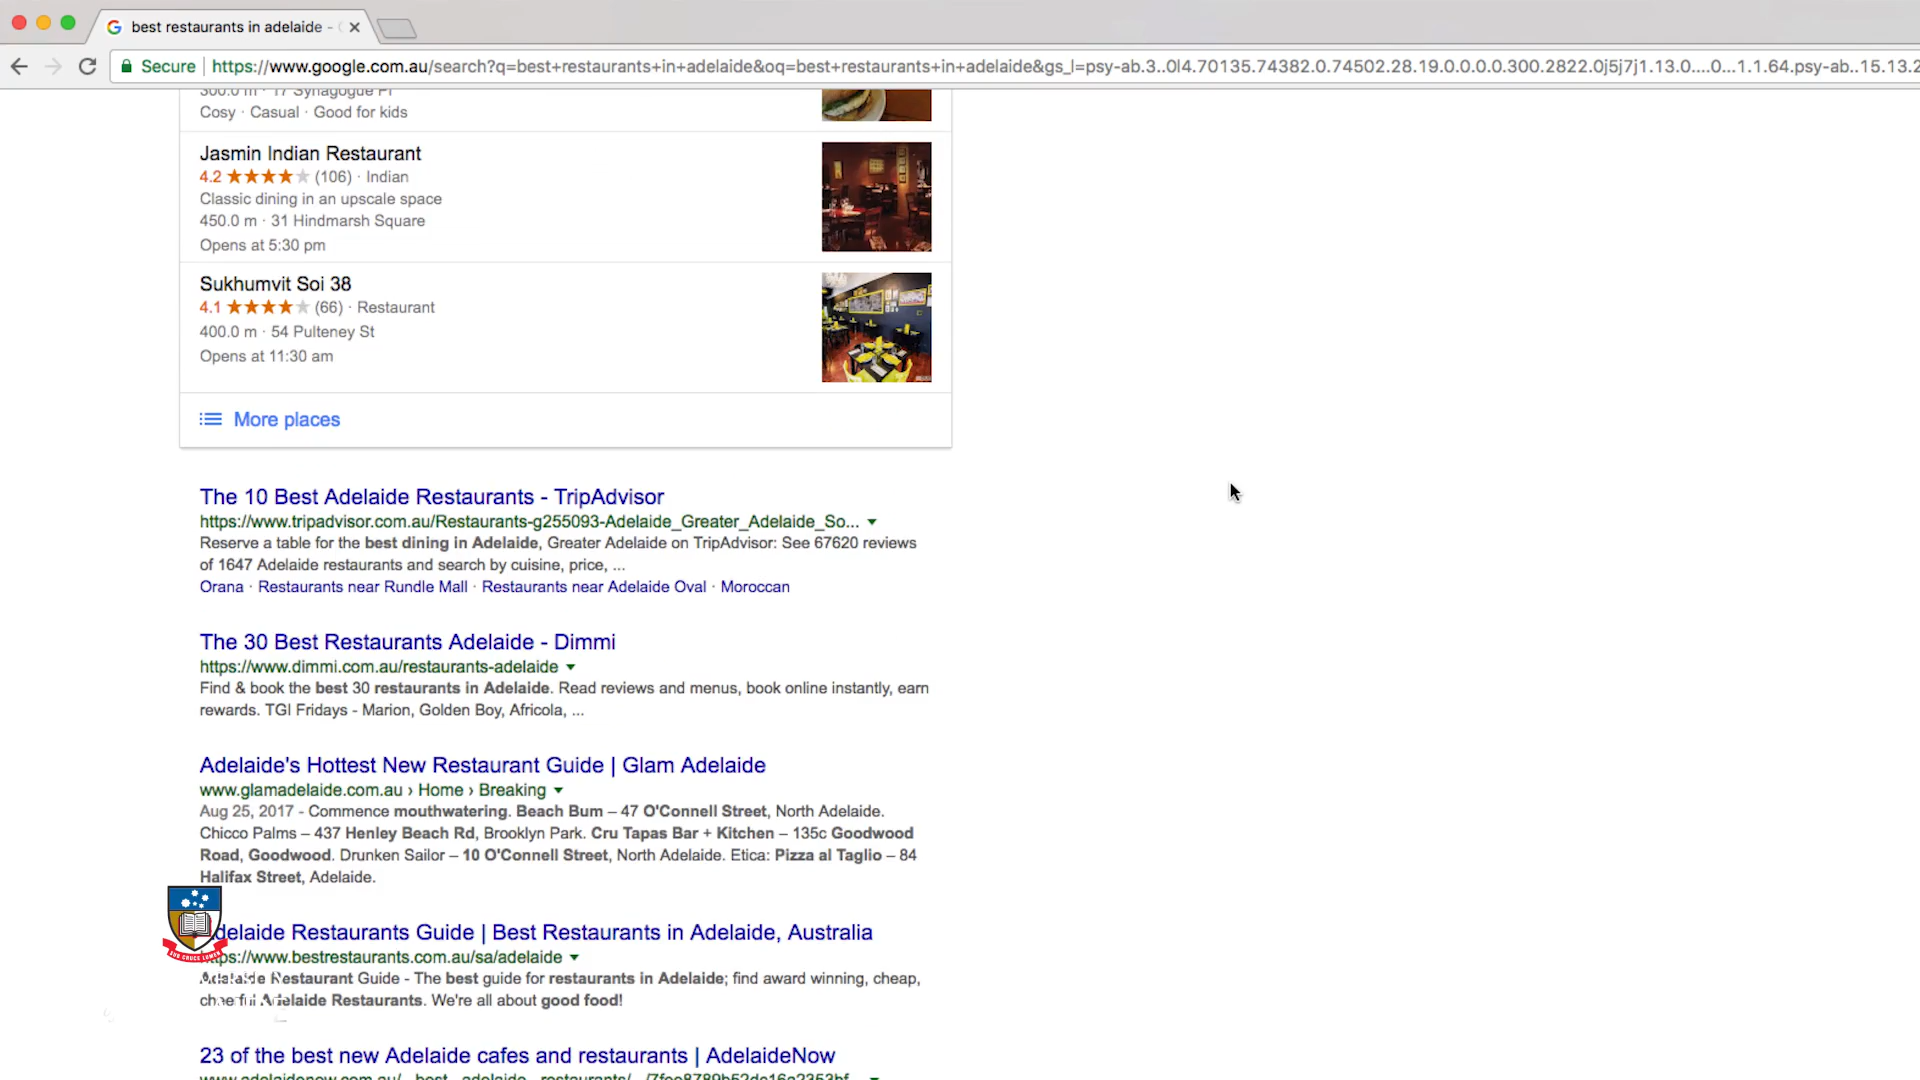 best restaurants in adelaide -
Secure https://www.google.com.au/search?q=best+restaurants+in+adelaide&oq=best+restaurants+in+adelaide&gs_l=psy-ab.3..0l4.70135.74382.0.74502.28.19.0.0.0.0.300.2822.0j5j7j1.13.0....0...1.1.64.psy-ab..15.13.2
300.0 m · 17 Synagogue Pl
Cosy · Casual · Good for kids
Jasmin Indian Restaurant
4.2 (106) · Indian
Classic dining in an upscale space
450.0 m · 31 Hindmarsh Square
Opens at 5:30 pm
Sukhumvit Soi 38
4.1 (66) · Restaurant
400.0 m · 54 Pulteney St
Opens at 11:30 am
More places
The 10 Best Adelaide Restaurants - TripAdvisor
https://www.tripadvisor.com.au/Restaurants-g255093-Adelaide_Greater_Adelaide_So...
Reserve a table for the best dining in Adelaide, Greater Adelaide on TripAdvisor: See 67620 reviews
of 1647 Adelaide restaurants and search by cuisine, price, ...
Orana · Restaurants near Rundle Mall · Restaurants near Adelaide Oval · Moroccan
The 30 Best Restaurants Adelaide - Dimmi
https://www.dimmi.com.au/restaurants-adelaide
Find & book the best 30 restaurants in Adelaide. Read reviews and menus, book online instantly, earn
rewards. TGI Fridays - Marion, Golden Boy, Africola, ...
Adelaide's Hottest New Restaurant Guide | Glam Adelaide
www.glamadelaide.com.au › Home › Breaking
Aug 25, 2017 - Commence mouthwatering. Beach Bum – 47 O'Connell Street, North Adelaide.
Chicco Palms – 437 Henley Beach Rd, Brooklyn Park. Cru Tapas Bar + Kitchen – 135c Goodwood
Road, Goodwood. Drunken Sailor – 10 O'Connell Street, North Adelaide. Etica: Pizza al Taglio – 84
Halifax Street, Adelaide.
SUB CRUCE LUMEN
delaide Restaurants Guide | Best Restaurants in Adelaide, Australia
https://www.bestrestaurants.com.au/sa/adelaide
Adelaide Restaurant Guide - The best guide for restaurants in Adelaide; find award winning, cheap,
cheerful Adelaide Restaurants. We're all about good food!
23 of the best new Adelaide cafes and restaurants | AdelaideNow